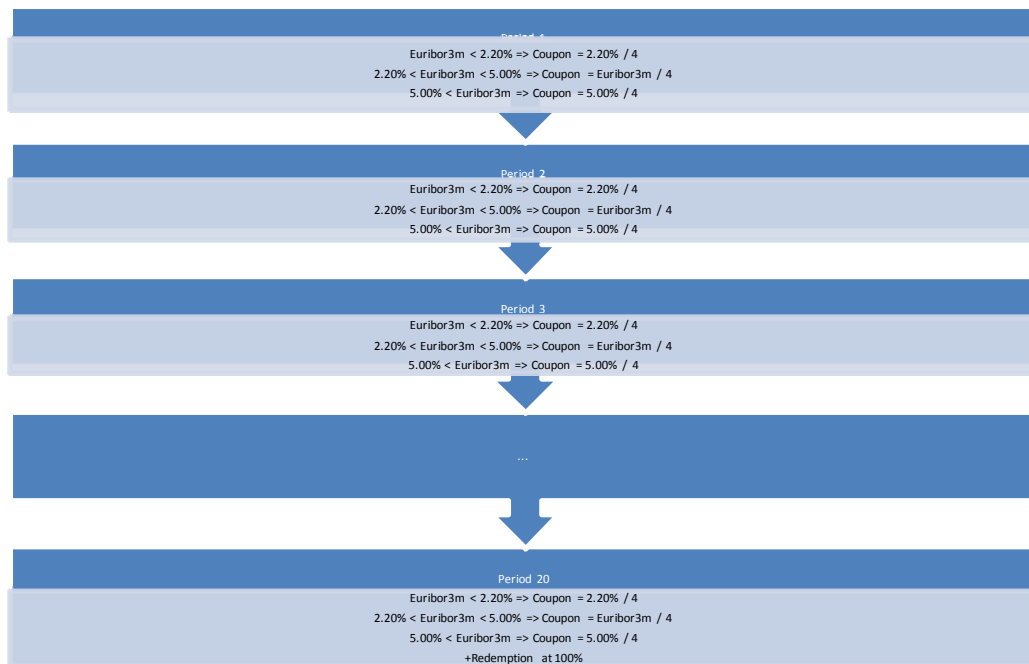 Period 1
Euribor3m < 2.20% => Coupon = 2.20% / 4
2.20% < Euribor3m < 5.00% => Coupon = Euribor3m / 4
5.00% < Euribor3m => Coupon = 5.00% / 4
Period 2
Euribor3m < 2.20% => Coupon = 2.20% / 4
2.20% < Euribor3m < 5.00% => Coupon = Euribor3m / 4
5.00% < Euribor3m => Coupon = 5.00% / 4
Period 3
Euribor3m < 2.20% => Coupon = 2.20% / 4
2.20% < Euribor3m < 5.00% => Coupon = Euribor3m / 4
5.00% < Euribor3m => Coupon = 5.00% / 4
...
Period 20
Euribor3m < 2.20% => Coupon = 2.20% / 4
2.20% < Euribor3m < 5.00% => Coupon = Euribor3m / 4
5.00% < Euribor3m => Coupon = 5.00% / 4
+Redemption at 100%